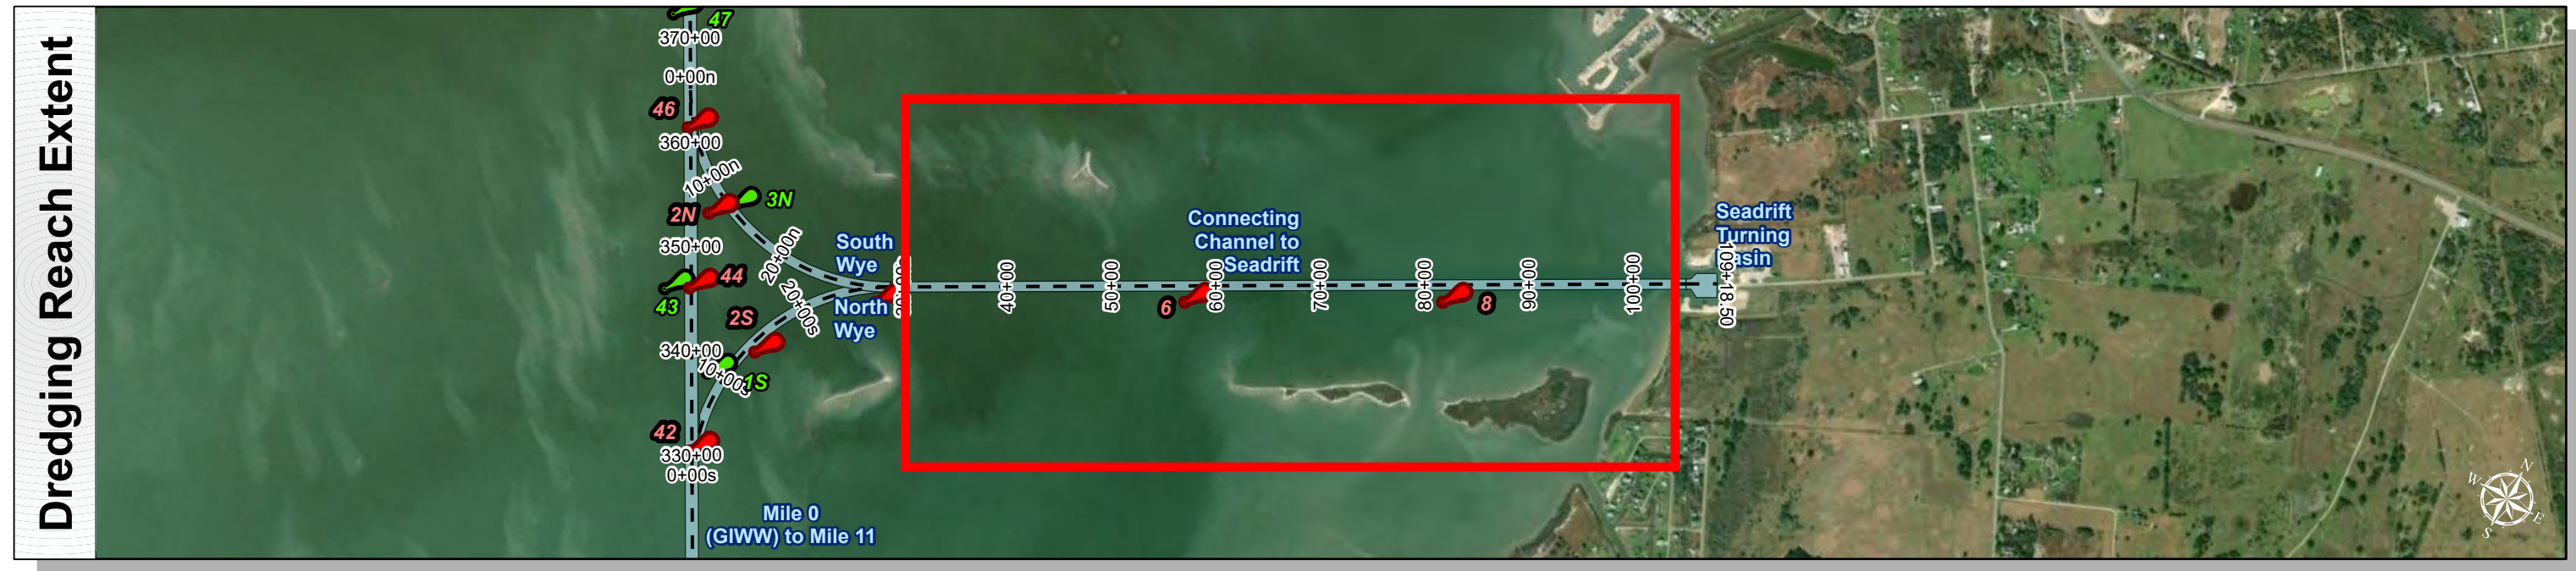 Dredging Reach Extent
47
370+00
0+00n
46
360+00
10+00n
3N
2N
350+00
20+00n
44
43
2S
20+00s
340+00
10+00s
1S
42
330+00
0+00s
Mile 0
(GIWW) to Mile 11
South
Wye
North
Wye
40+00
50+00
6
60+00
Connecting
Channel to
Seadrift
70+00
80+00
8
90+00
100+00
Seadrift
Turning
Basin
109+18.50
N
W
E
S